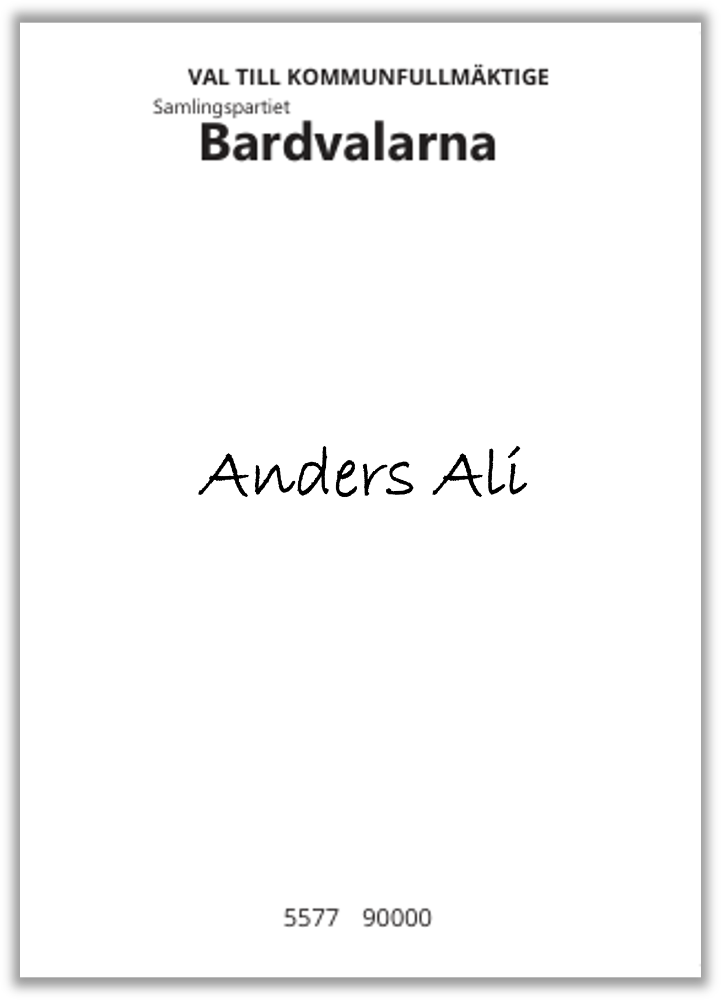 VAL TILL KOMMUNFULLMÄKTIGE
Samlingspartiet
Bardvalarna
Anders Ali
5577 90000